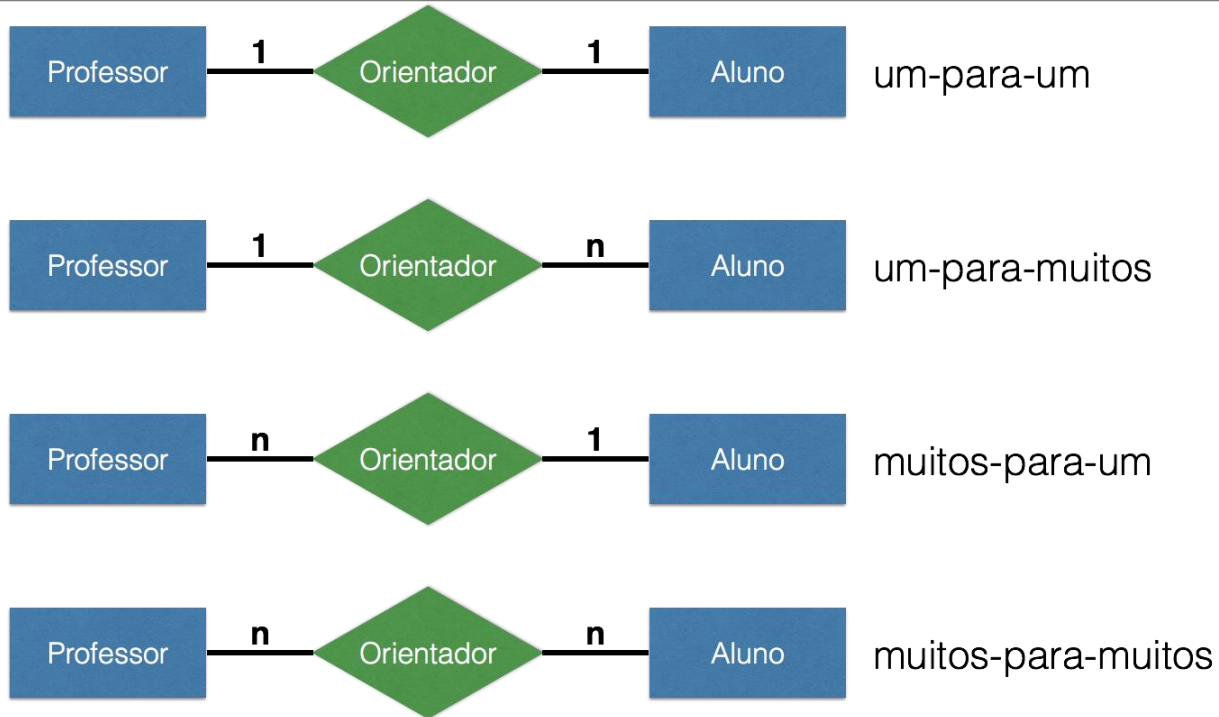 Professor 1 Orientador 1 Aluno um-para-um
Professor 1 Orientador n Aluno um-para-muitos
Professor n Orientador 1 Aluno muitos-para-um
Professor n Orientador n Aluno muitos-para-muitos